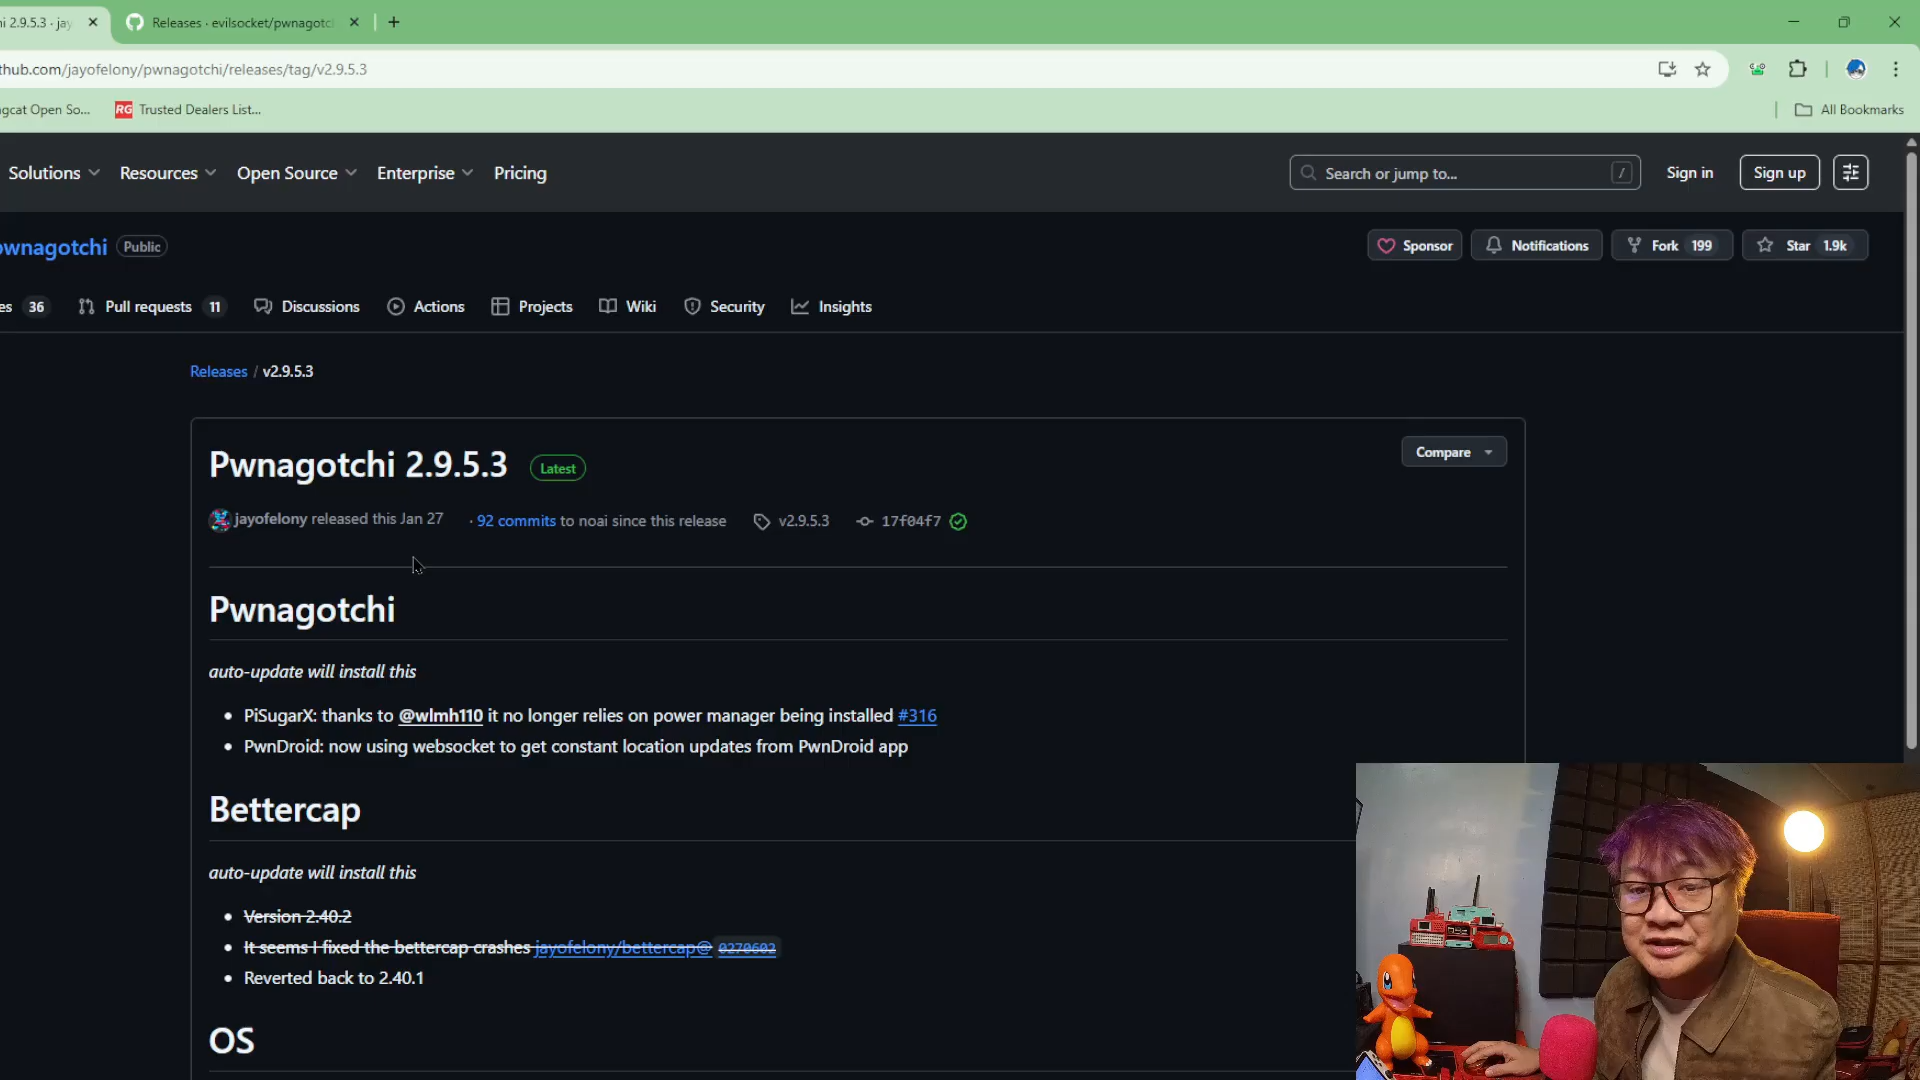 ni 2.9.5.3 · jay
Releases · evilsocket/pwnagotc
thub.com/jayofelony/pwnagotchi/releases/tag/v2.9.5.3
gcat Open So...
RG Trusted Dealers List...
All Bookmarks
Solutions
Resources
Open Source
Enterprise
Pricing
Search or jump to...
/
Sign in
Sign up
pwnagotchi
Public
Sponsor
Notifications
Fork 199
Star 1.9k
es 36
Pull requests 11
Discussions
Actions
Projects
Wiki
Security
Insights
Releases / v2.9.5.3
Pwnagotchi 2.9.5.3
Latest
Compare
jayofelony released this Jan 27 · 92 commits to noai since this release v2.9.5.3 17f04f7
Pwnagotchi
auto-update will install this
• PiSugarX: thanks to @wlmh110 it no longer relies on power manager being installed #316
• PwnDroid: now using websocket to get constant location updates from PwnDroid app
Bettercap
auto-update will install this
• Version 2.40.2
• It seems I fixed the bettercap crashes jayofelony/bettercap@ 0270602
• Reverted back to 2.40.1
OS